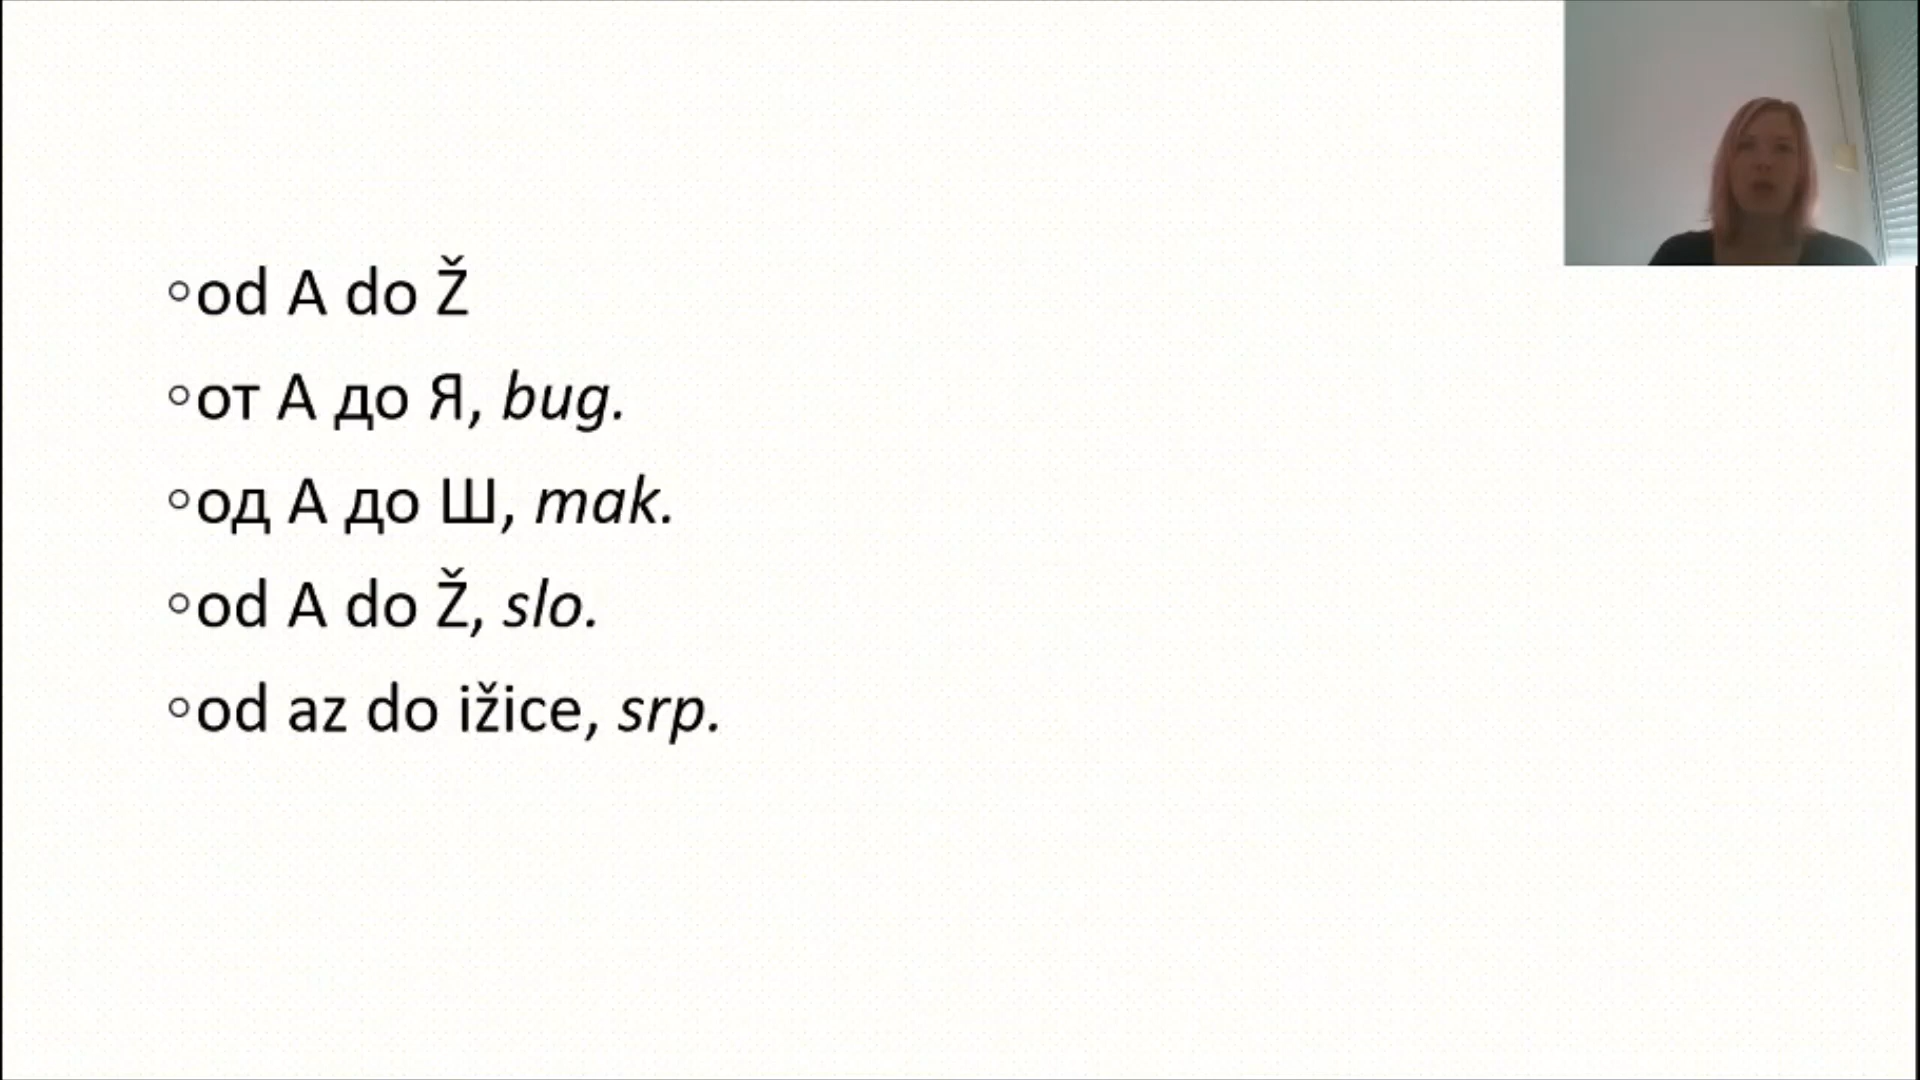 ◦od A do Ž
◦от А до Я, bug.
◦од А до Ш, mak.
◦od A do Ž, slo.
◦od az do ižice, srp.